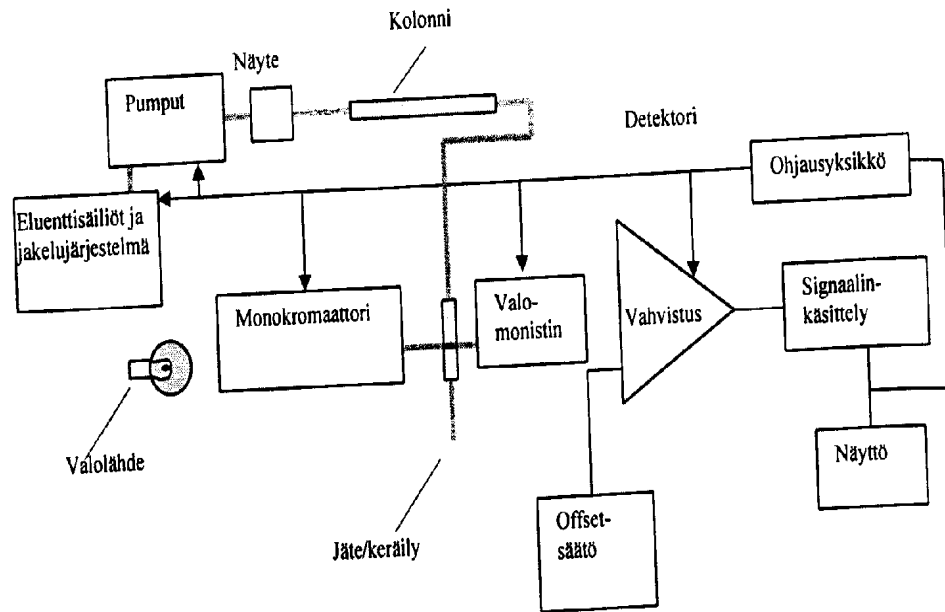 Kolonni
Näyte
Pumput
Detektori
Ohjausyksikkö
Eluenttisäiliöt ja
jakelujärjestelmä
Monokromaattori
Valo-
monistin
Vahvistus
Signaalin-
käsittely
Valolähde
Näyttö
Jäte/keräily
Offset-
säätö